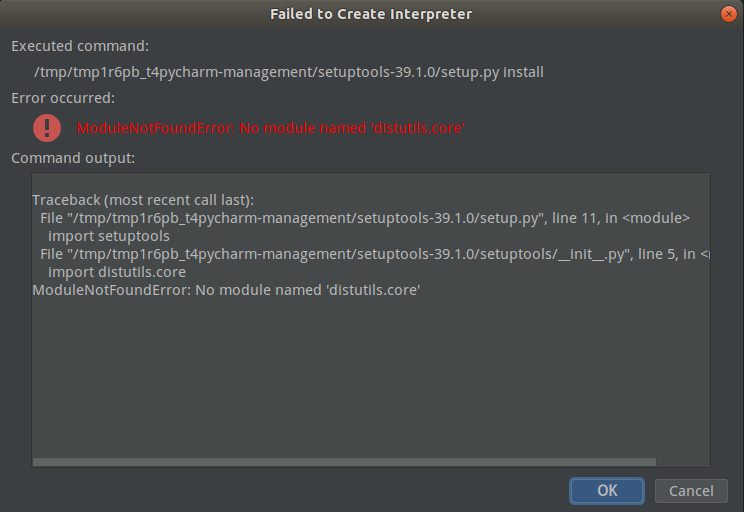 Failed to Create Interpreter
Executed command:
/tmp/tmp1r6pb_t4pycharm-management/setuptools-39.1.0/setup.py install
Error occurred:
ModuleNotFoundError: No module named 'distutils.core'
Command output:
Traceback (most recent call last):
File "/tmp/tmp1r6pb_t4pycharm-management/setuptools-39.1.0/setup.py", line 11, in <module>
import setuptools
File "/tmp/tmp1r6pb_t4pycharm-management/setuptools-39.1.0/setuptools/__init__.py", line 5, in
import distutils.core
ModuleNotFoundError: No module named 'distutils.core'
OK Cancel